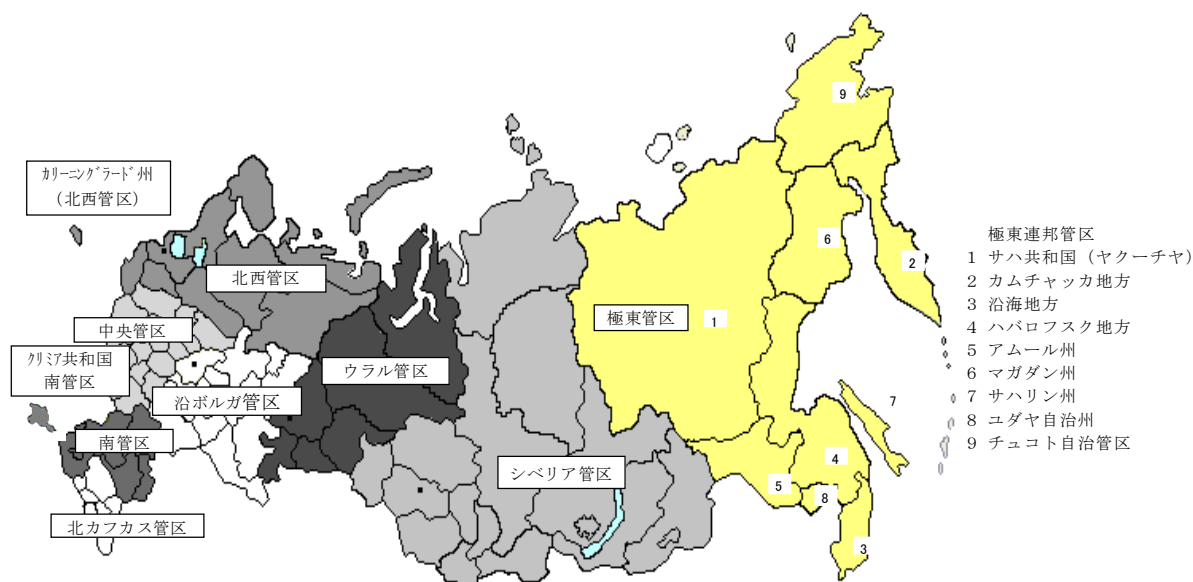 カリーニングラード州
(北西管区)
北西管区
中央管区
クリミア共和国
南管区
沿ボルガ管区
南管区
北カフカス管区
ウラル管区
シベリア管区
極東管区
1
2
3
4
5
6
7
8
9
極東連邦管区
1 サハ共和国(ヤクーチヤ)
2 カムチャッカ地方
3 沿海地方
4 ハバロフスク地方
5 アムール州
6 マガダン州
7 サハリン州
8 ユダヤ自治州
9 チュコト自治管区